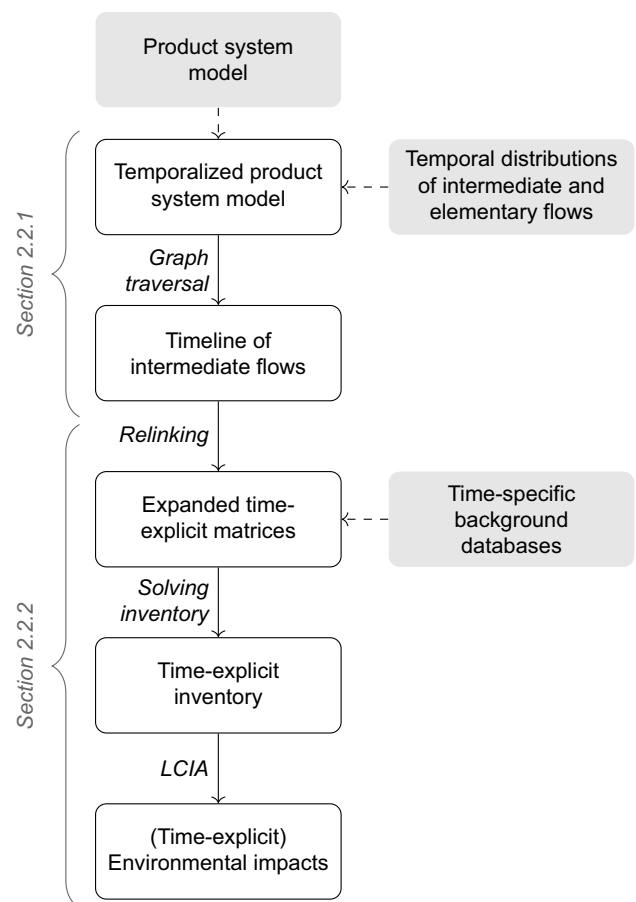 Product system
model
Temporalized product
system model
Temporal distributions
of intermediate and
elementary flows
Section 2.2.1
Graph
traversal
Timeline of
intermediate flows
Relinking
Expanded time-
explicit matrices
Time-specific
background
databases
Solving
inventory
Section 2.2.2
Time-explicit
inventory
LCIA
(Time-explicit)
Environmental impacts